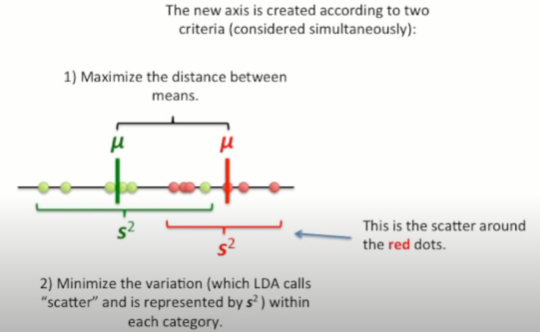 The new axis is created according to two
criteria (considered simultaneously):
1) Maximize the distance between
means.
μ μ
s²
s²
This is the scatter around
the red dots.
2) Minimize the variation (which LDA calls
“scatter” and is represented by s² ) within
each category.